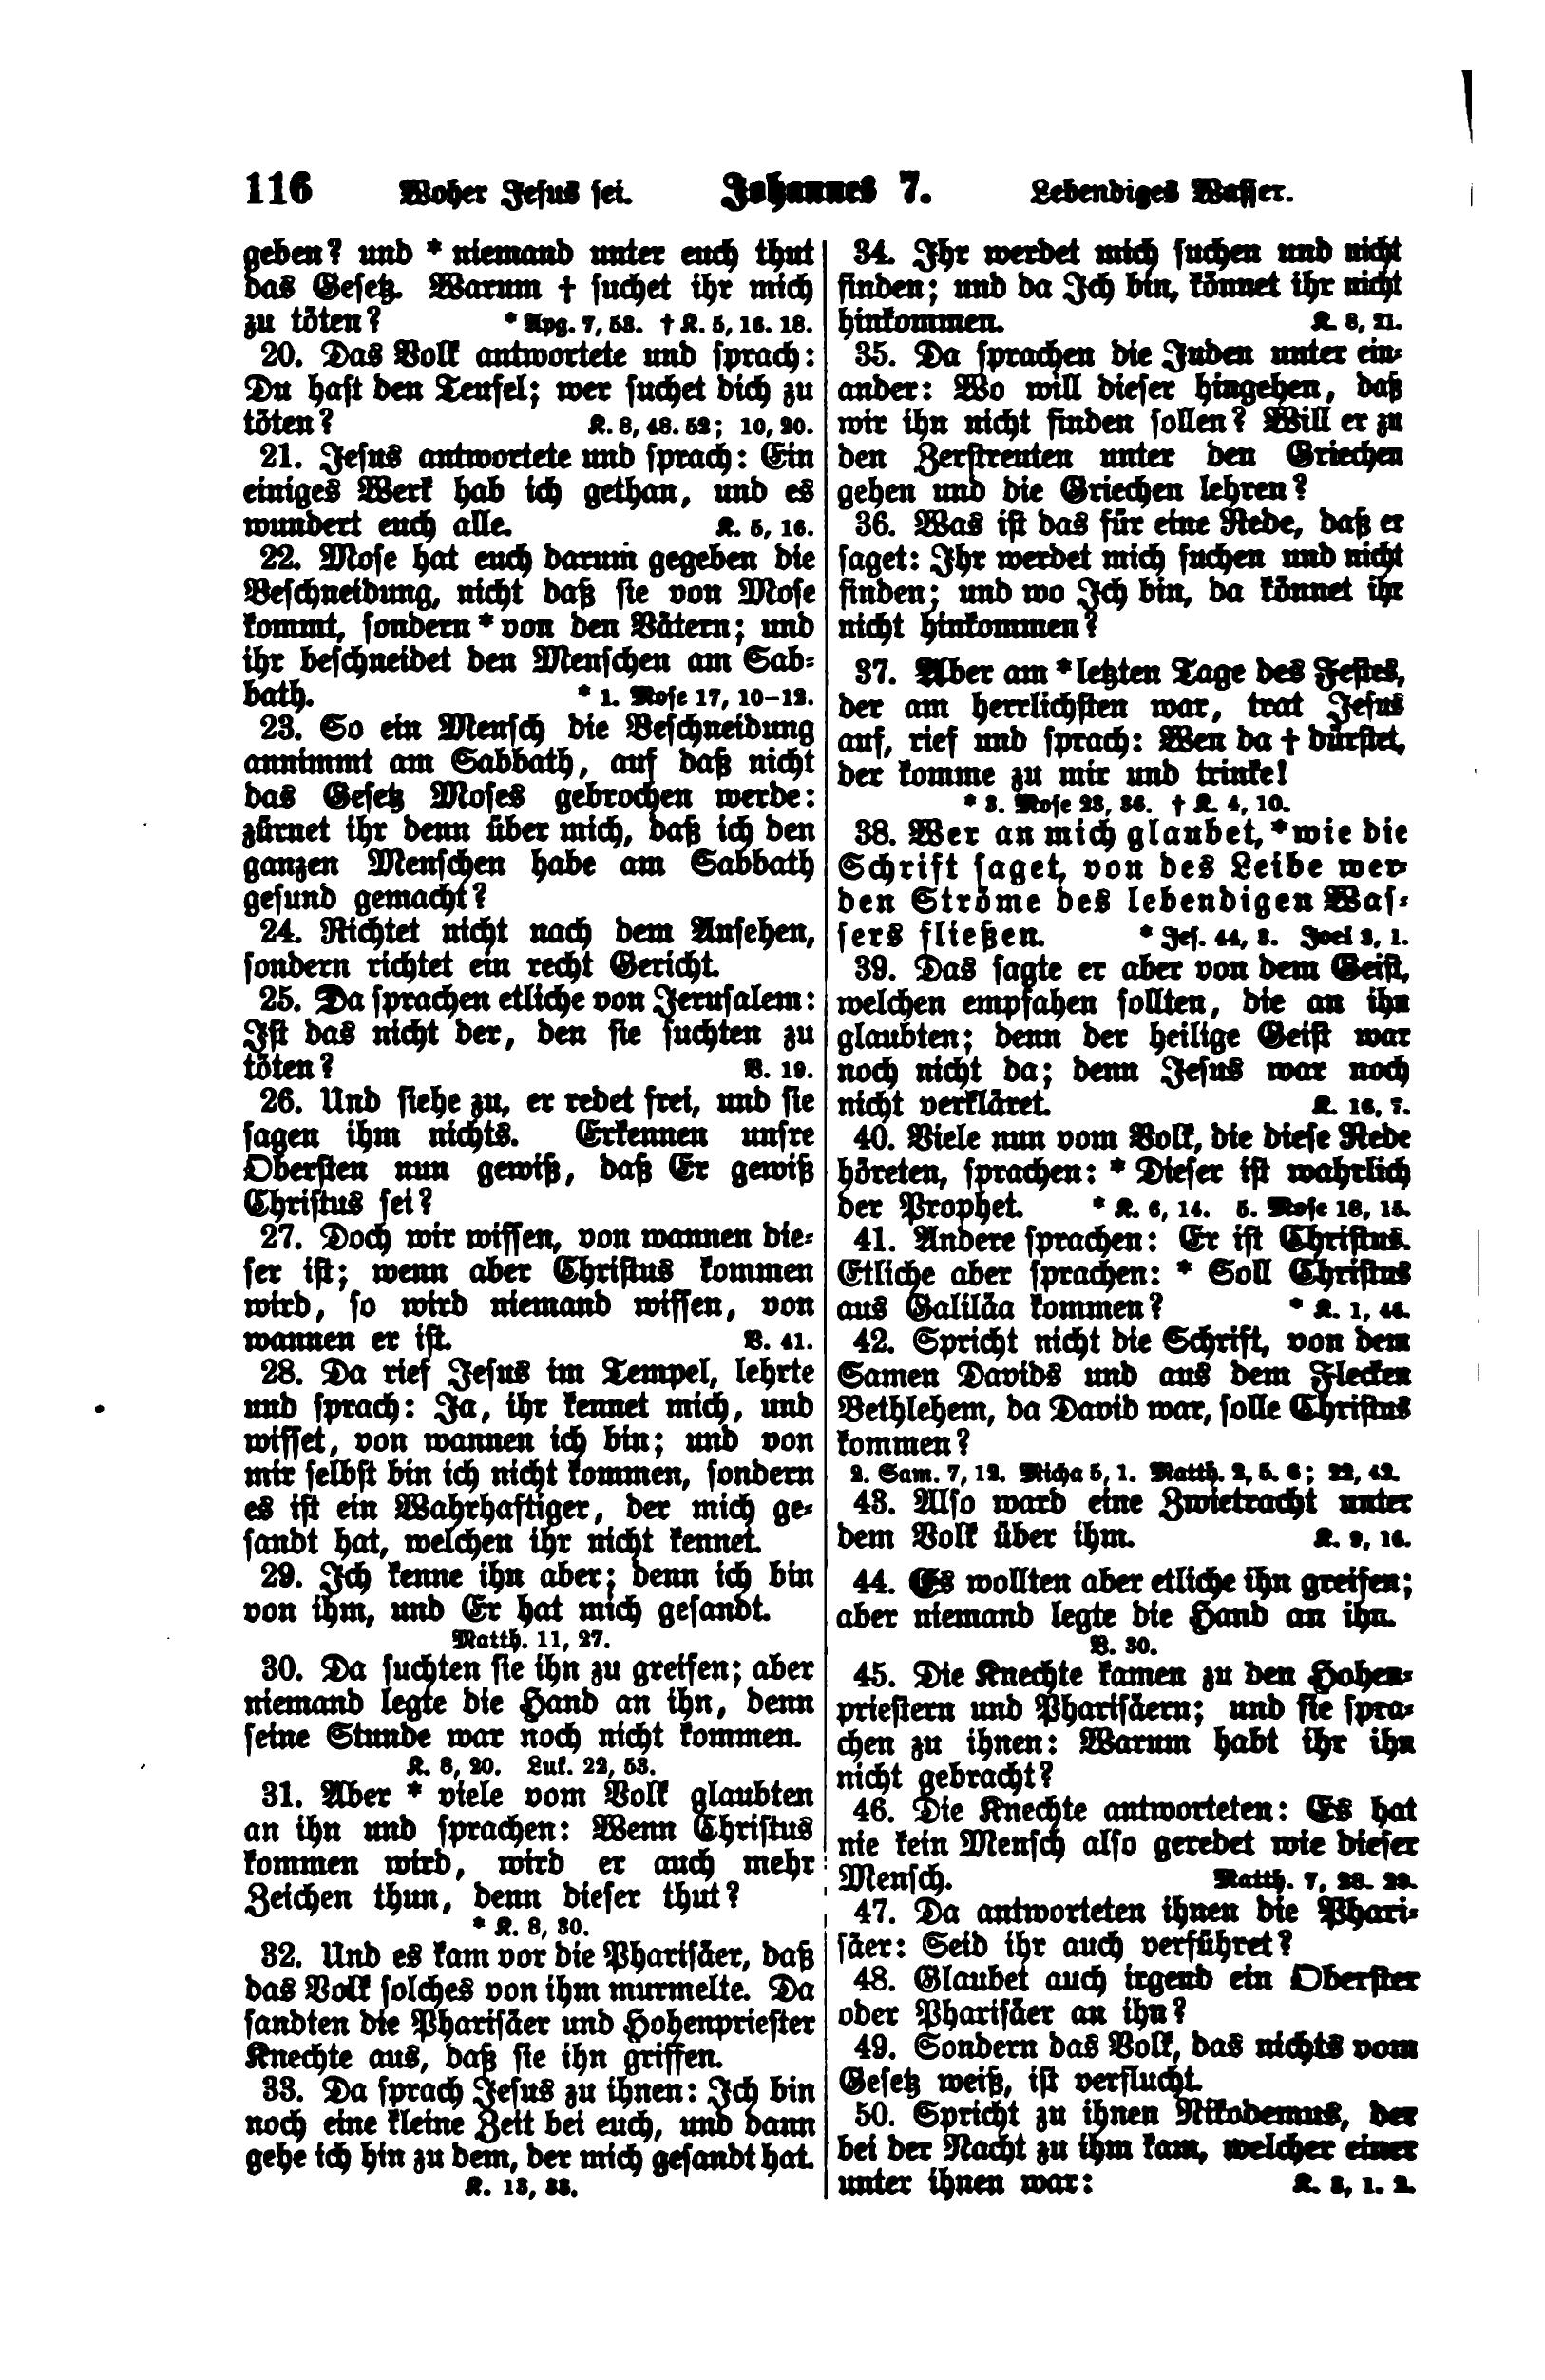 116 Woher Jesus sei. Johannes 7. Lebendiges Wasser.
geben? und * niemand unter euch thut
das Gesetz. Warum † suchet ihr mich
zu töten? * Apg. 7, 53. † K. 5, 16. 18.
20. Das Volk antwortete und sprach:
Du hast den Teufel; wer suchet dich zu
töten? K. 8, 48. 52; 10, 20.
21. Jesus antwortete und sprach: Ein
einiges Werk hab ich gethan, und es
wundert euch alle. K. 5, 16.
22. Mose hat euch darum gegeben die
Beschneidung, nicht daß sie von Mose
kommt, sondern * von den Vätern; und
ihr beschneidet den Menschen am Sab-
bath. * 1. Mose 17, 10–12.
23. So ein Mensch die Beschneidung
annimmt am Sabbath, auf daß nicht
das Gesetz Moses gebrochen werde:
zürnet ihr denn über mich, daß ich den
ganzen Menschen habe am Sabbath
gesund gemacht?
24. Richtet nicht nach dem Ansehen,
sondern richtet ein recht Gericht.
25. Da sprachen etliche von Jerusalem:
Ist das nicht der, den sie suchten zu
töten? V. 19.
26. Und siehe zu, er redet frei, und sie
sagen ihm nichts. Erkennen unsre
Obersten nun gewiß, daß Er gewiß
Christus sei?
27. Doch wir wissen, von wannen die-
ser ist; wenn aber Christus kommen
wird, so wird niemand wissen, von
wannen er ist. V. 41.
28. Da rief Jesus im Tempel, lehrte
und sprach: Ja, ihr kennet mich, und
wisset, von wannen ich bin; und von
mir selbst bin ich nicht kommen, sondern
es ist ein Wahrhaftiger, der mich ge-
sandt hat, welchen ihr nicht kennet.
29. Ich kenne ihn aber; denn ich bin
von ihm, und Er hat mich gesandt.
Matth. 11, 27.
30. Da suchten sie ihn zu greifen; aber
niemand legte die Hand an ihn, denn
seine Stunde war noch nicht kommen.
K. 8, 20. Luk. 22, 53.
31. Aber * viele vom Volk glaubten
an ihn und sprachen: Wenn Christus
kommen wird, wird er auch mehr
Zeichen thun, denn dieser thut?
* K. 8, 30.
32. Und es kam vor die Pharisäer, daß
das Volk solches von ihm murmelte. Da
sandten die Pharisäer und Hohenpriester
Knechte aus, daß sie ihn griffen.
33. Da sprach Jesus zu ihnen: Ich bin
noch eine kleine Zeit bei euch, und dann
gehe ich hin zu dem, der mich gesandt hat.
K. 13, 33.
34. Ihr werdet mich suchen und nicht
finden; und da Ich bin, könnet ihr nicht
hinkommen. K. 8, 21.
35. Da sprachen die Juden unter ein-
ander: Wo will dieser hingehen, daß
wir ihn nicht finden sollen? Will er zu
den Zerstreuten unter den Griechen
gehen und die Griechen lehren?
36. Was ist das für eine Rede, daß er
saget: Ihr werdet mich suchen und nicht
finden; und wo Ich bin, da könnet ihr
nicht hinkommen?
37. Aber am * letzten Tage des Festes,
der am herrlichsten war, trat Jesus
auf, rief und sprach: Wen da † dürstet,
der komme zu mir und trinke!
* 3. Mose 23, 36. † K. 4, 10.
38. Wer an mich glaubet, * wie die
Schrift saget, von des Leibe wer-
den Ströme des lebendigen Was-
sers fließen. * Jes. 44, 3. Joel 3, 1.
39. Das sagte er aber von dem Geist,
welchen empfahen sollten, die an ihn
glaubten; denn der heilige Geist war
noch nicht da; denn Jesus war noch
nicht verkläret. K. 16, 7.
40. Viele nun vom Volk, die diese Rede
höreten, sprachen: * Dieser ist wahrlich
der Prophet. * K. 6, 14. 5. Mose 18, 15.
41. Andere sprachen: Er ist Christus.
Etliche aber sprachen: * Soll Christus
aus Galiläa kommen? * K. 1, 46.
42. Spricht nicht die Schrift, von dem
Samen Davids und aus dem Flecken
Bethlehem, da David war, solle Christus
kommen?
2. Sam. 7, 12. Micha 5, 1. Matth. 2, 5. 6; 22, 42.
43. Also ward eine Zwietracht unter
dem Volk über ihm. K. 9, 16.
44. Es wollten aber etliche ihn greifen;
aber niemand legte die Hand an ihn.
V. 30.
45. Die Knechte kamen zu den Hohen-
priestern und Pharisäern; und sie spra-
chen zu ihnen: Warum habt ihr ihn
nicht gebracht?
46. Die Knechte antworteten: Es hat
nie kein Mensch also geredet wie dieser
Mensch. Matth. 7, 28. 29.
47. Da antworteten ihnen die Phari-
säer: Seid ihr auch verführet?
48. Glaubet auch irgend ein Oberster
oder Pharisäer an ihn?
49. Sondern das Volk, das nichts vom
Gesetz weiß, ist verflucht.
50. Spricht zu ihnen Nikodemus, der
bei der Nacht zu ihm kam, welcher einer
unter ihnen war: K. 3, 1. 2.